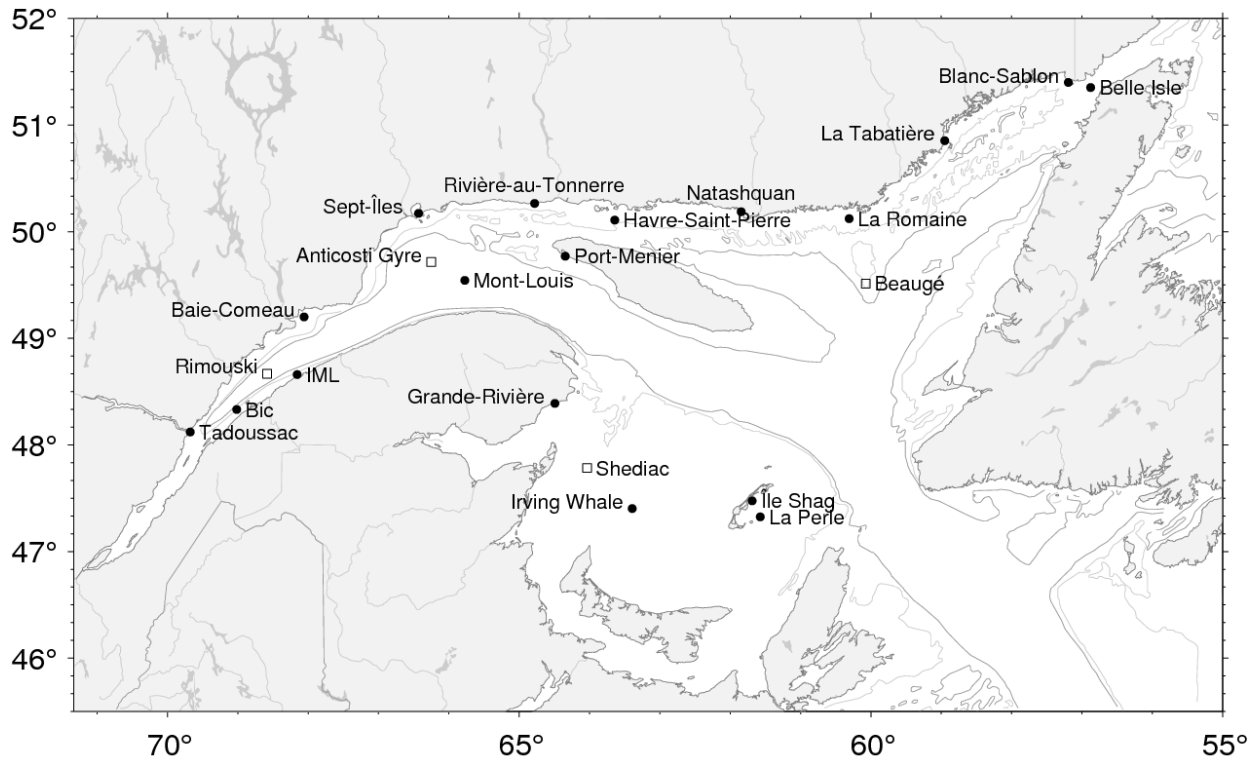 52°
Blanc-Sablon
Belle Isle
51°
La Tabatière
Rivière-au-Tonnerre
Natashquan
Sept-Îles
Havre-Saint-Pierre
La Romaine
50°
Anticosti Gyre
Port-Menier
Mont-Louis
Beaugé
Baie-Comeau
49°
Rimouski
IML
Grande-Rivière
Bic
Tadoussac
48°
Shediac
Irving Whale
Île Shag
La Perle
47°
46°
70°
65°
60°
55°